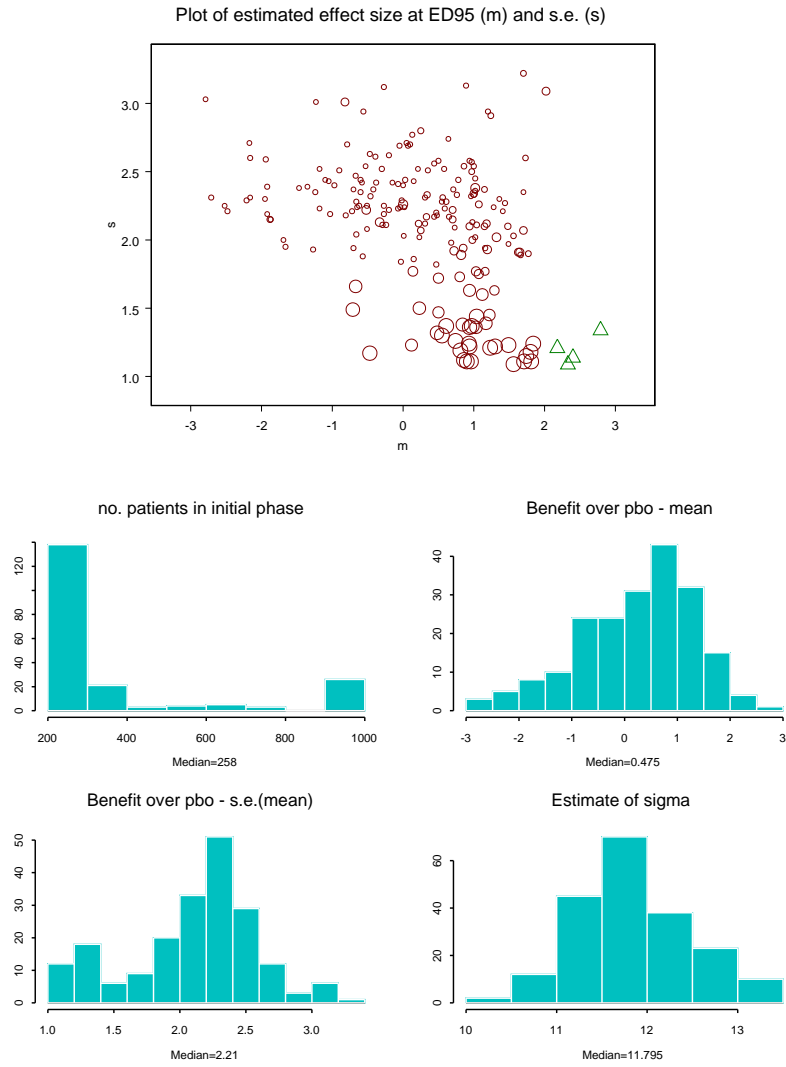 Plot of estimated effect size at ED95 (m) and s.e. (s)
3.0
2.5
2.0
1.5
1.0
s
-3 -2 -1 0 1 2 3
m
no. patients in initial phase
120
80
60
40
20
0
200 400 600 800 1000
Median=258
Benefit over pbo - mean
40
30
20
10
0
-3 -2 -1 0 1 2 3
Median=0.475
Benefit over pbo - s.e.(mean)
50
40
30
20
10
0
1.0 1.5 2.0 2.5 3.0
Median=2.21
Estimate of sigma
60
40
20
0
10 11 12 13
Median=11.795